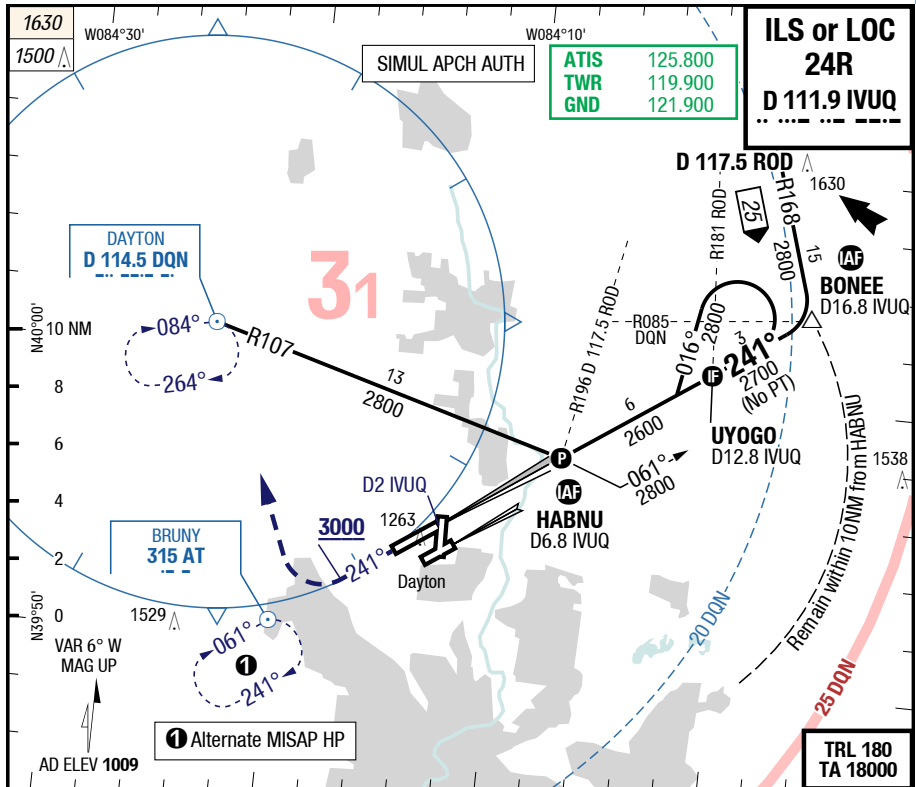 1630
1500
W084°30'
W084°10'
SIMUL APCH AUTH
ATIS 125.800
TWR 119.900
GND 121.900
ILS or LOC
24R
D 111.9 IVUQ
D 117.5 ROD
1630
R168
25
15
2800
IAF
BONEE
D16.8 IVUQ
R181 ROD
DAYTON
D 114.5 DQN
31
N40°00'
10 NM
084°
264°
R107
13
2800
R196 D 117.5 ROD
R085
DQN
016°
2800
3
241°
2700
(No PT)
IF
UYOGO
D12.8 IVUQ
8
6
2600
6
P
061°
2800
IAF
HABNU
D6.8 IVUQ
1538
Remain within 10NM from HABNU
4
D2 IVUQ
1263
3000
241°
BRUNY
315 AT
2
Dayton
20 DQN
25 DQN
N39°50'
0
1529
061°
241°
1
VAR 6° W
MAG UP
AD ELEV 1009
1 Alternate MISAP HP
TRL 180
TA 18000